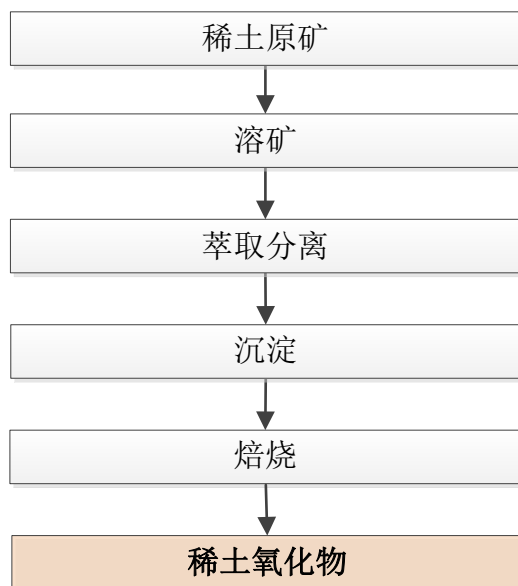 稀土原矿
溶矿
萃取分离
沉淀
焙烧
稀土氧化物